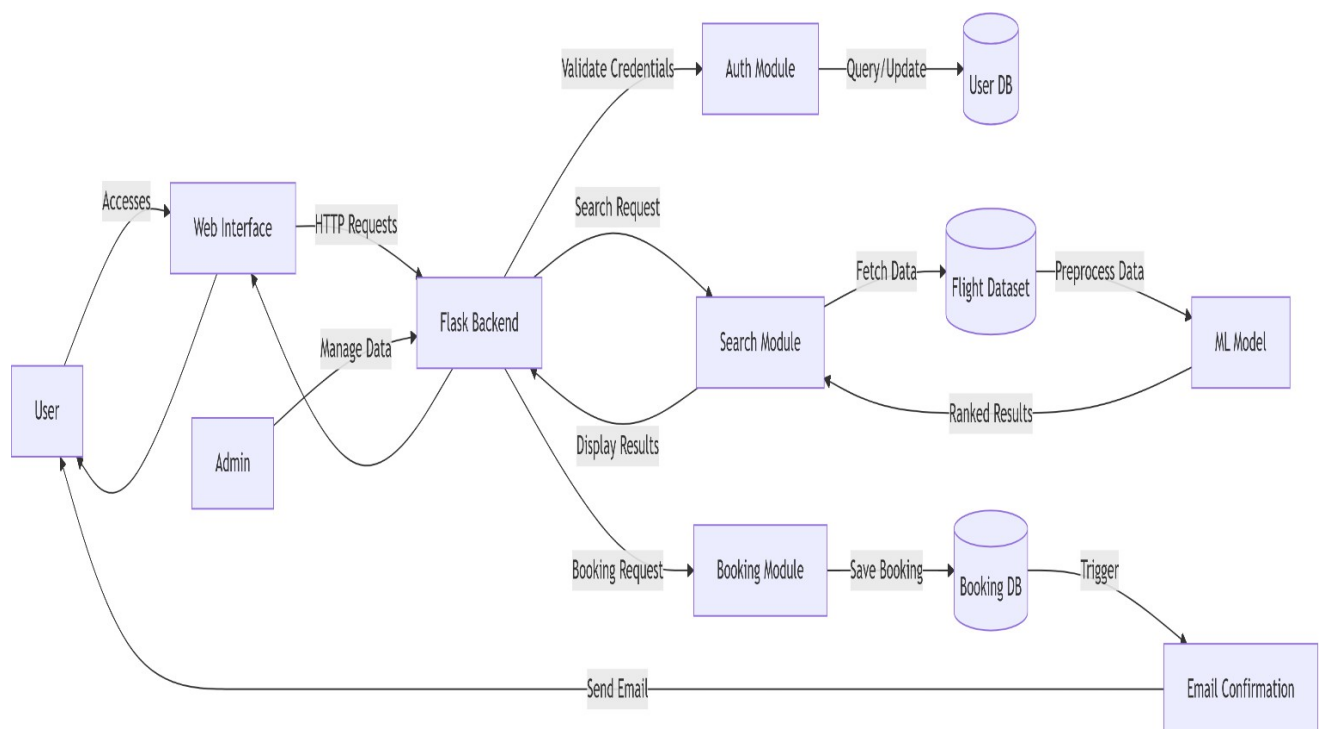 Validate Credentials
Auth Module
Query/Update
User DB
Accesses
Web Interface
HTTP Requests
Search Request
Flask Backend
Manage Data
Fetch Data
Flight Dataset
Preprocess Data
Search Module
ML Model
User
Admin
Display Results
Ranked Results
Booking Request
Booking Module
Save Booking
Booking DB
Trigger
Send Email
Email Confirmation